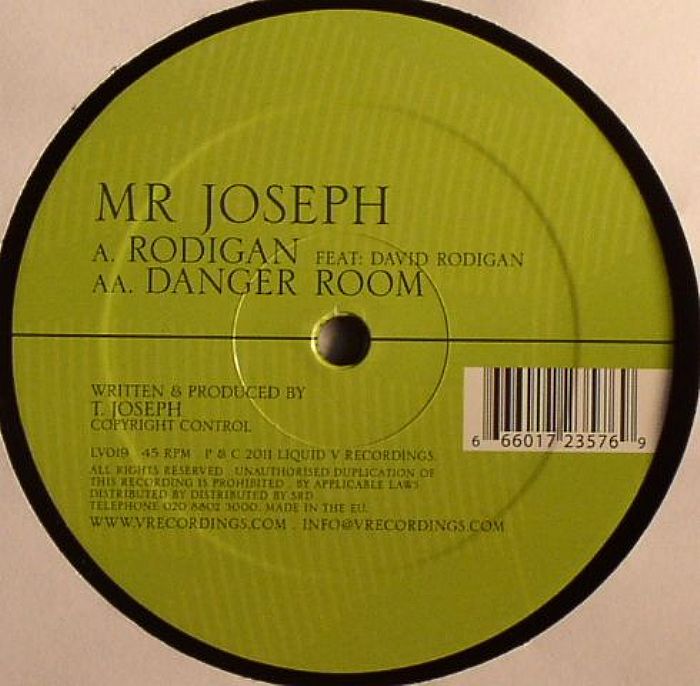 MR JOSEPH
A. RODIGAN FEAT: DAVID RODIGAN
AA. DANGER ROOM
WRITTEN & PRODUCED BY
T. JOSEPH
COPYRIGHT CONTROL
6 66017 23576 9
LV019 45 RPM P & C 2011 LIQUID V RECORDINGS.
ALL RIGHTS RESERVED . UNAUTHORISED DUPLICATION OF
THIS RECORDING IS PROHIBITED . BY APPLICABLE LAWS
DISTRIBUTED BY DISTRIBUTED BY SRD
TELEPHONE 020 8802 3000. MADE IN THE EU.
WWW.VRECORDINGS.COM . INFO@VRECORDINGS.COM